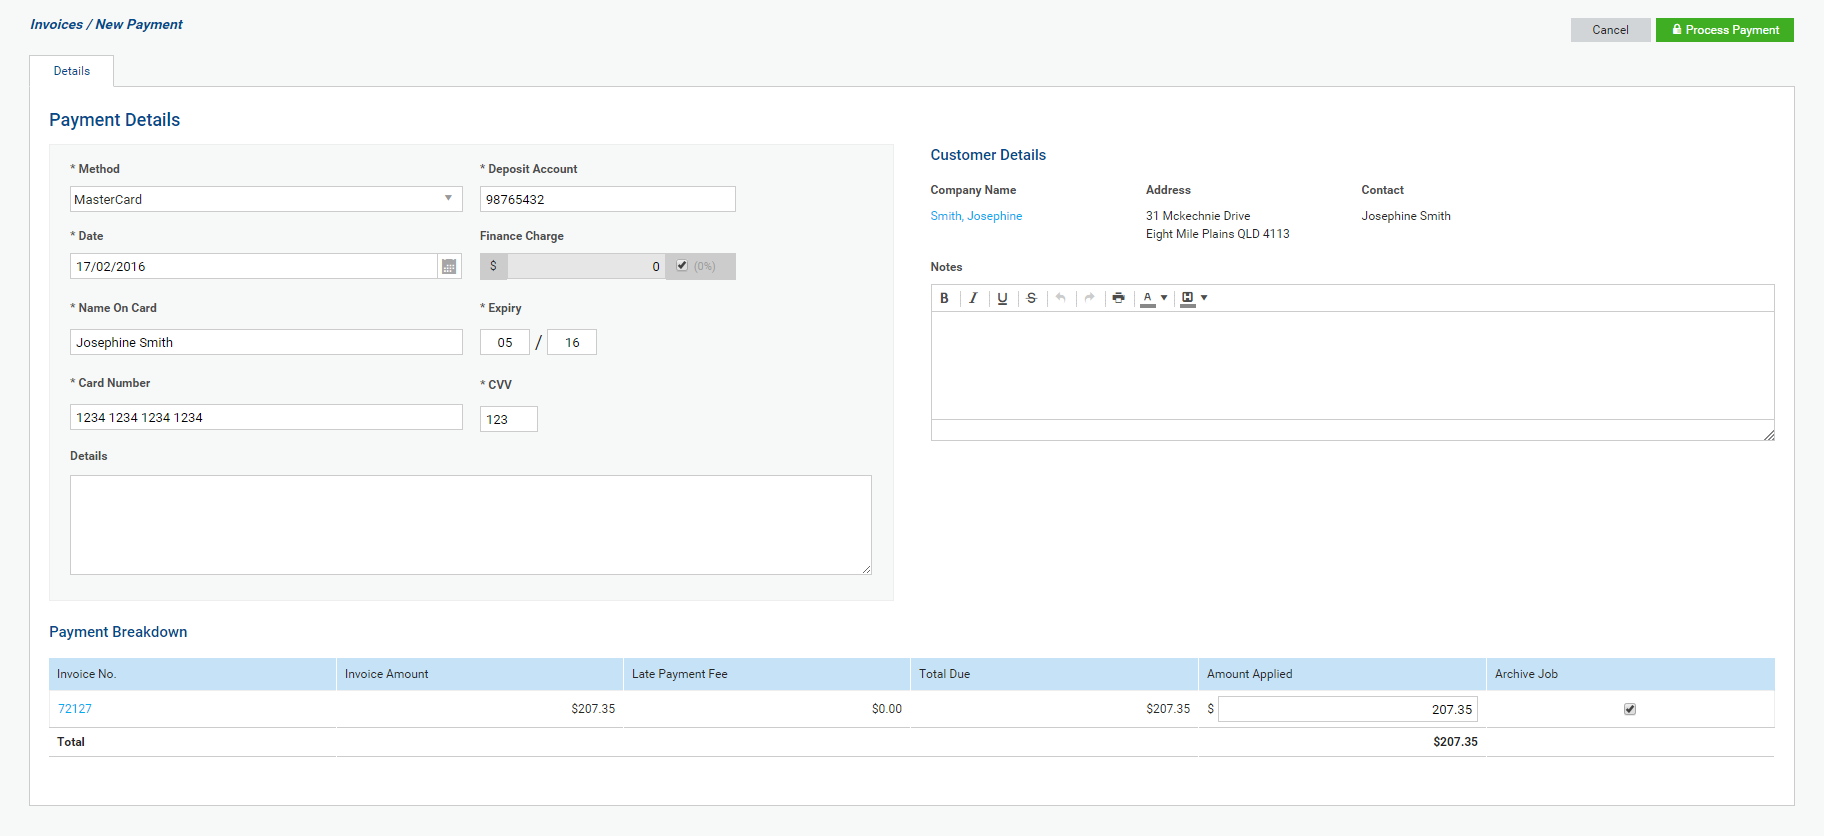 Invoices / New Payment
Cancel
Process Payment
Details
Payment Details
* Method
* Deposit Account
MasterCard
98765432
* Date
Finance Charge
17/02/2016
$ 0 (0%)
* Name On Card
* Expiry
Josephine Smith
05 / 16
* Card Number
* CVV
1234 1234 1234 1234
123
Details
Customer Details
Company Name
Address
Contact
Smith, Josephine
31 Mckechnie Drive
Eight Mile Plains QLD 4113
Josephine Smith
Notes
B I U S A H
Payment Breakdown
Invoice No. Invoice Amount Late Payment Fee Total Due Amount Applied Archive Job
72127 $207.35 $0.00 $207.35 $ 207.35
Total $207.35